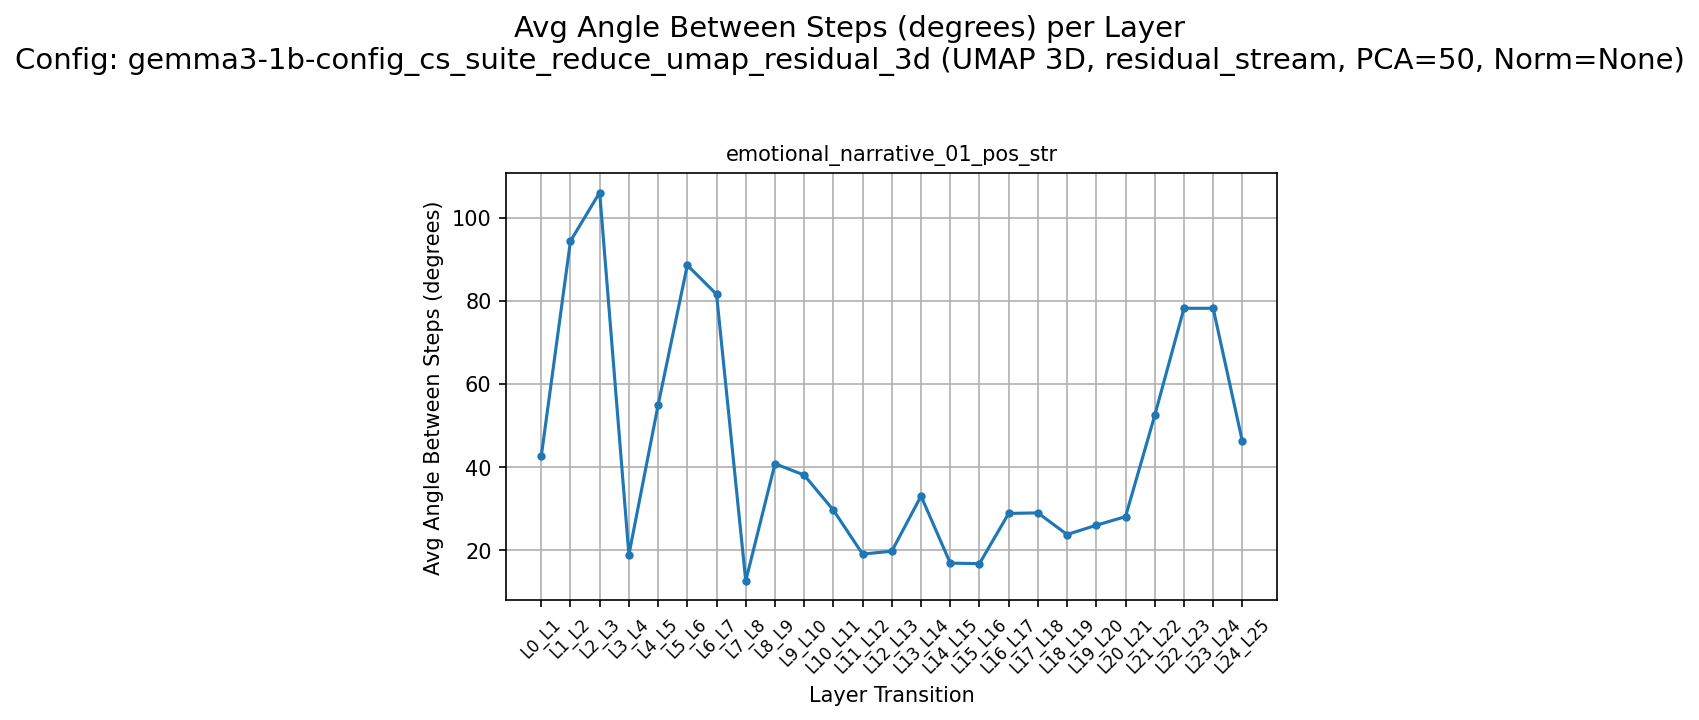 Avg Angle Between Steps (degrees) per Layer
Config: gemma3-1b-config_cs_suite_reduce_umap_residual_3d (UMAP 3D, residual_stream, PCA=50, Norm=None)
emotional_narrative_01_pos_str
Avg Angle Between Steps (degrees)
100
80
60
40
20
L0_L1
L1_L2
L2_L3
L3_L4
L4_L5
L5_L6
L6_L7
L7_L8
L8_L9
L9_L10
L10_L11
L11_L12
L12_L13
L13_L14
L14_L15
L15_L16
L16_L17
L17_L18
L18_L19
L19_L20
L20_L21
L21_L22
L22_L23
L23_L24
L24_L25
Layer Transition